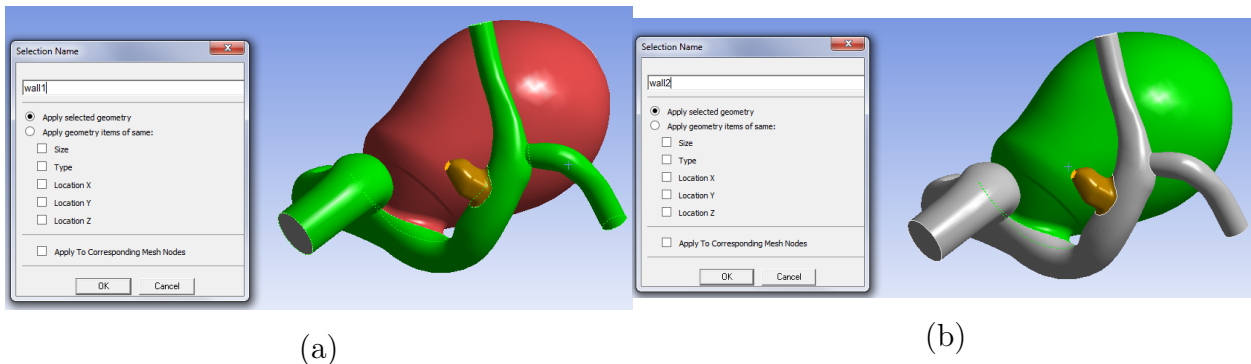 Selection Name
X
wall1
Apply selected geometry
Apply geometry items of same:
Size
Type
Location X
Location Y
Location Z
Apply To Corresponding Mesh Nodes
OK
Cancel
(a)
Selection Name
X
wall2
Apply selected geometry
Apply geometry items of same:
Size
Type
Location X
Location Y
Location Z
Apply To Corresponding Mesh Nodes
OK
Cancel
(b)